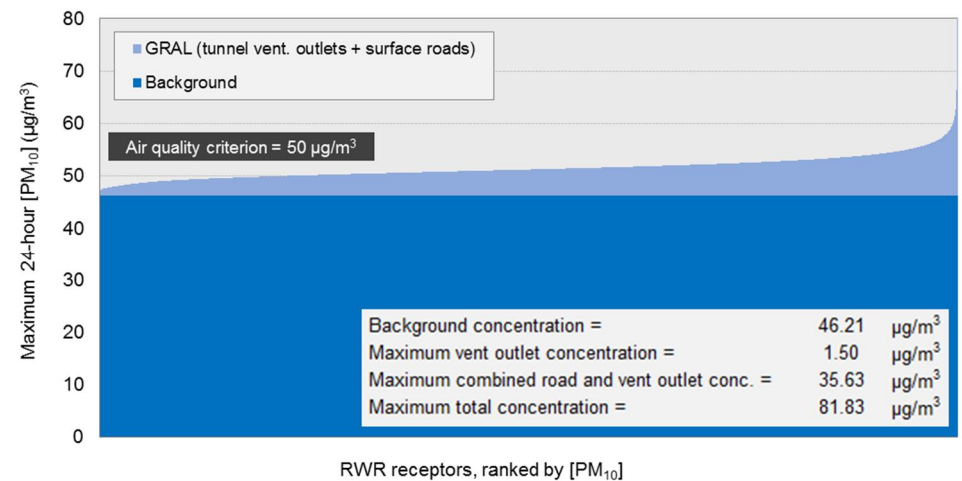 80
70
60
50
40
30
20
10
0
Maximum 24-hour [PM₁₀] (µg/m³)
GRAL (tunnel vent. outlets + surface roads)
Background
Air quality criterion = 50 µg/m³
Background concentration = 46.21 µg/m³
Maximum vent outlet concentration = 1.50 µg/m³
Maximum combined road and vent outlet conc. = 35.63 µg/m³
Maximum total concentration = 81.83 µg/m³
RWR receptors, ranked by [PM₁₀]